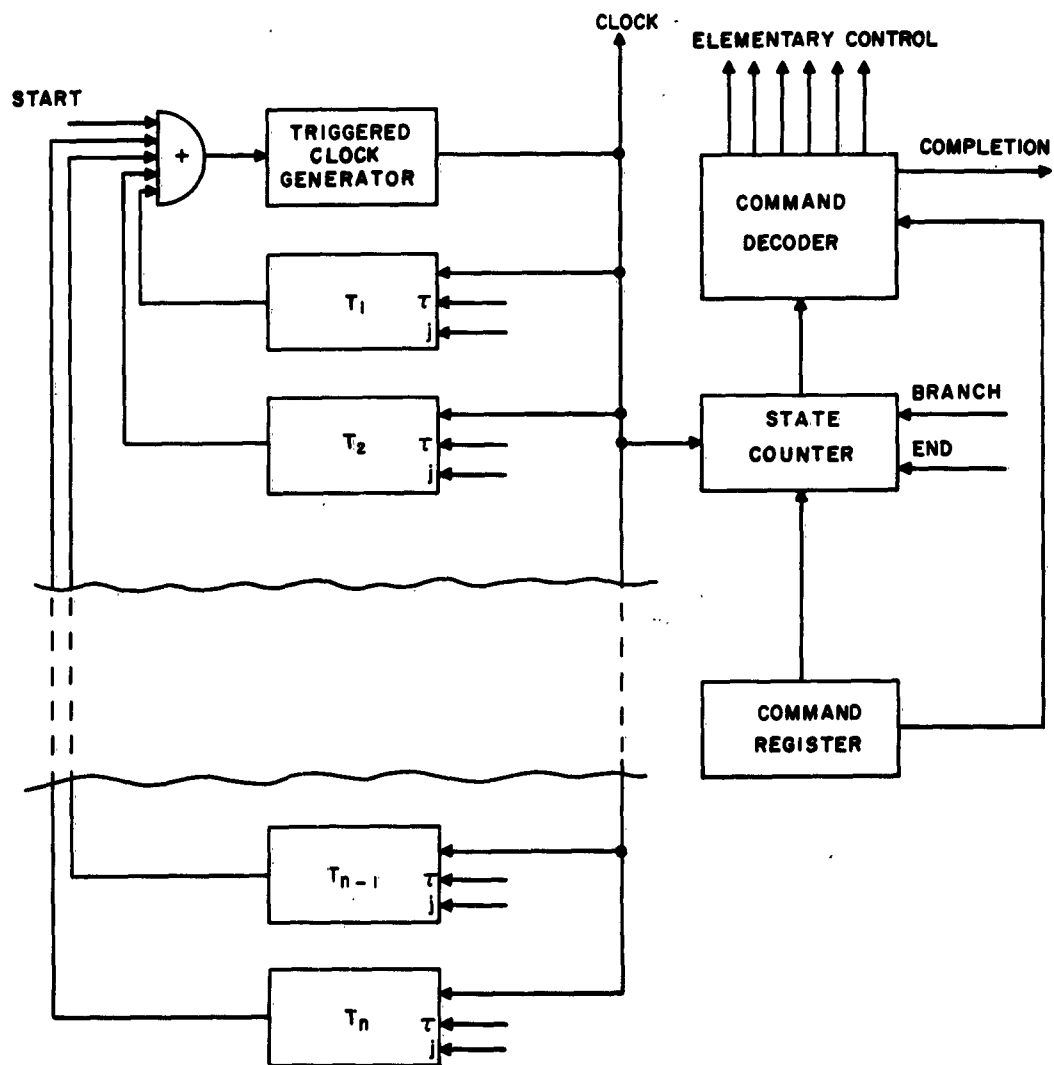 CLOCK
ELEMENTARY CONTROL
START
+
TRIGGERED
CLOCK
GENERATOR
COMPLETION
COMMAND
DECODER
T1
τ
j
T2
τ
j
BRANCH
STATE
COUNTER
END
COMMAND
REGISTER
Tn-1
τ
j
Tn
τ
j